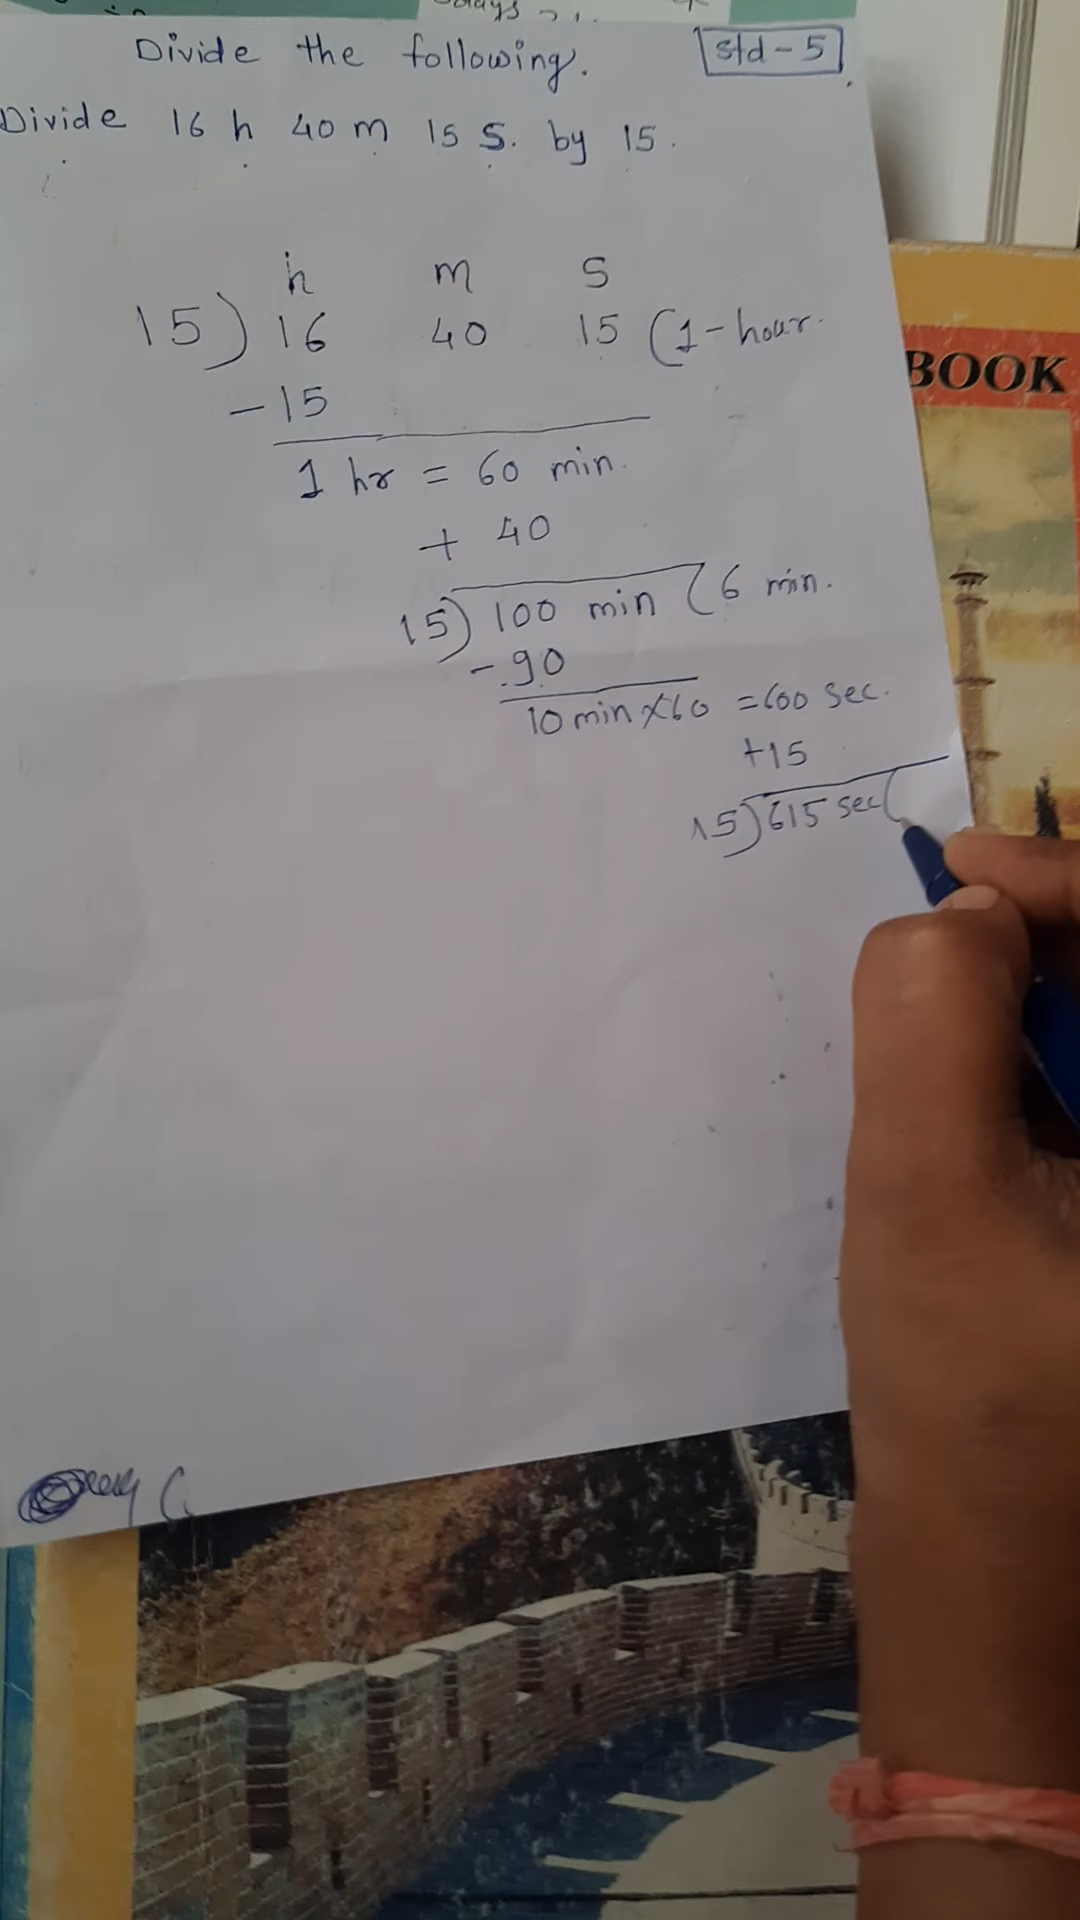 days
Divide the following.
Std - 5
Divide 16 h 40 m 15 S. by 15.
h m S
15) 16 40 15 (1 - hour.
- 15
1 hr = 60 min.
+ 40
15) 100 min (6 min.
- 90
10 min × 60 = 600 sec.
+15
15) 615 sec (
BOOK